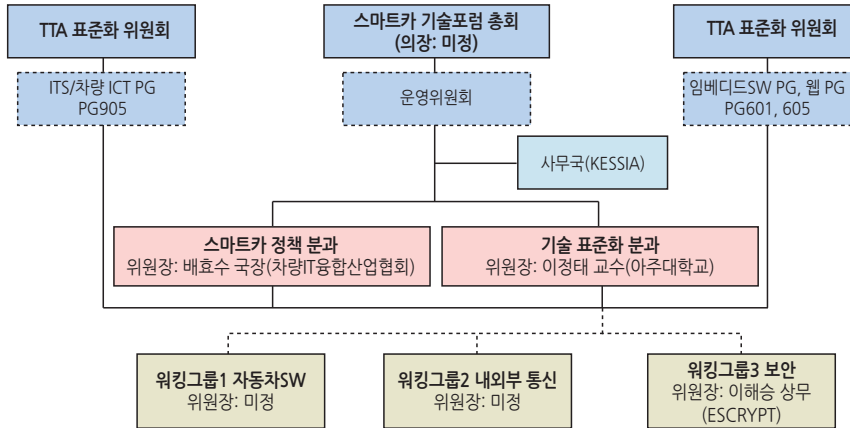 TTA 표준화 위원회
ITS/차량 ICT PG
PG905
스마트카 기술포럼 총회
(의장: 미정)
운영위원회
TTA 표준화 위원회
임베디드SW PG, 웹 PG
PG601, 605
사무국(KESSIA)
스마트카 정책 분과
위원장: 배효수 국장(차량IT융합산업협회)
기술 표준화 분과
위원장: 이정태 교수(아주대학교)
워킹그룹1 자동차SW
위원장: 미정
워킹그룹2 내외부 통신
위원장: 미정
워킹그룹3 보안
위원장: 이해승 상무
(ESCRYPT)